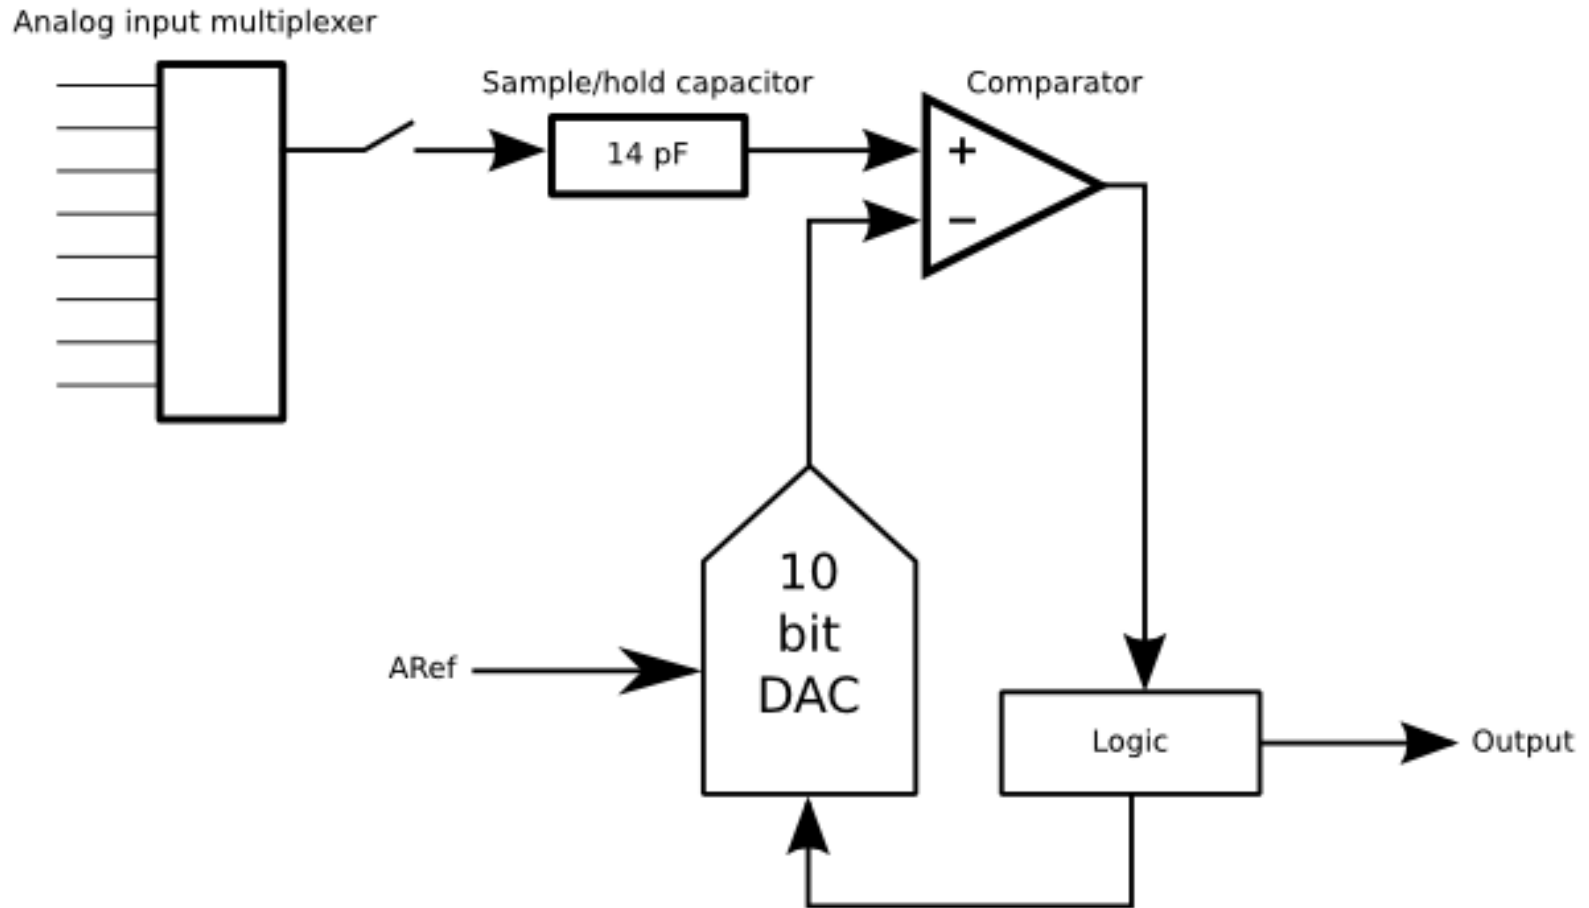 Analog input multiplexer
Sample/hold capacitor
Comparator
14 pF
+
−
10
bit
DAC
ARef
Logic
Output